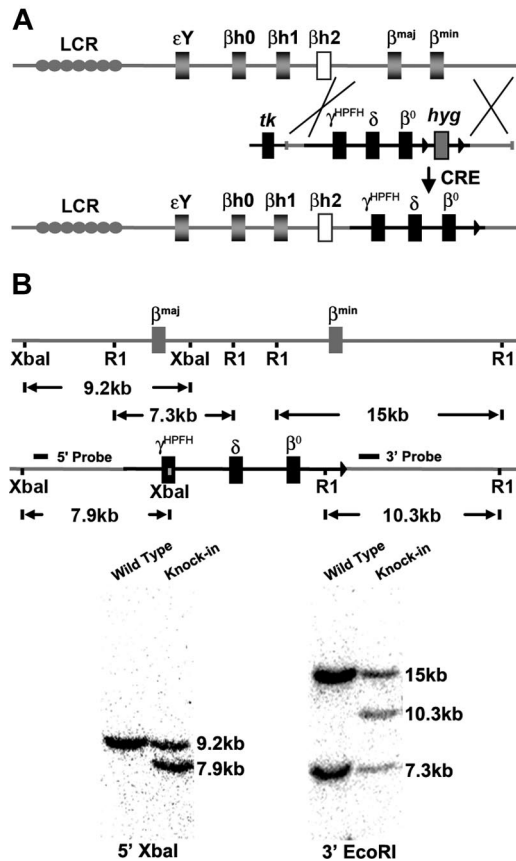 A
LCR εY βh0 βh1 βh2 βmaj βmin
tk γHPFH δ β0 hyg
CRE
LCR εY βh0 βh1 βh2 γHPFH δ β0
B
βmaj βmin
XbaI R1 XbaI R1 R1 R1
9.2kb
7.3kb 15kb
γHPFH δ β0
5' Probe 3' Probe
XbaI XbaI R1 R1
7.9kb 10.3kb
Wild Type Knock-in Wild Type Knock-in
15kb
10.3kb
9.2kb
7.9kb 7.3kb
5' XbaI 3' EcoRI